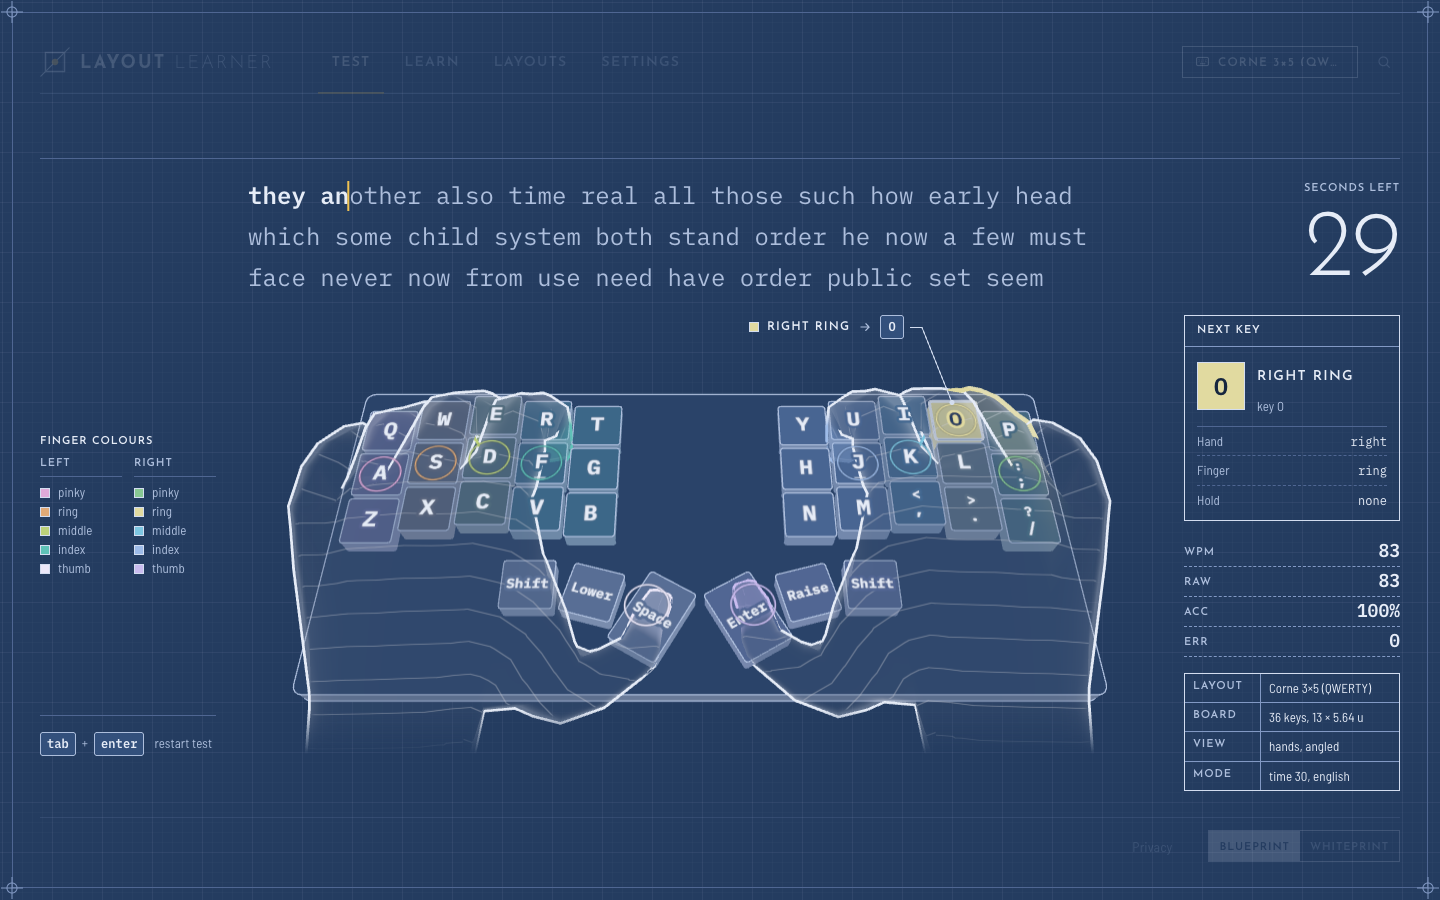 LAYOUT LEARNER
TEST LEARN LAYOUTS SETTINGS
CORNE 3×5 (QW…
they another also time real all those such how early head
which some child system both stand order he now a few must
face never now from use need have order public set seem
SECONDS LEFT
29
RIGHT RING → O
NEXT KEY
O
RIGHT RING
key O
Hand right
Finger ring
Hold none
Q W E R T
Y U I O P
A S D F G
H J K L : ;
Z X C V B
N M < , > . ? /
Shift Lower Space
Enter Raise Shift
FINGER COLOURS
LEFT RIGHT
pinky pinky
ring ring
middle middle
index index
thumb thumb
WPM 83
RAW 83
ACC 100%
ERR 0
LAYOUT Corne 3×5 (QWERTY)
BOARD 36 keys, 13 × 5.64 u
VIEW hands, angled
MODE time 30, english
tab + enter restart test
Privacy
BLUEPRINT WHITEPRINT